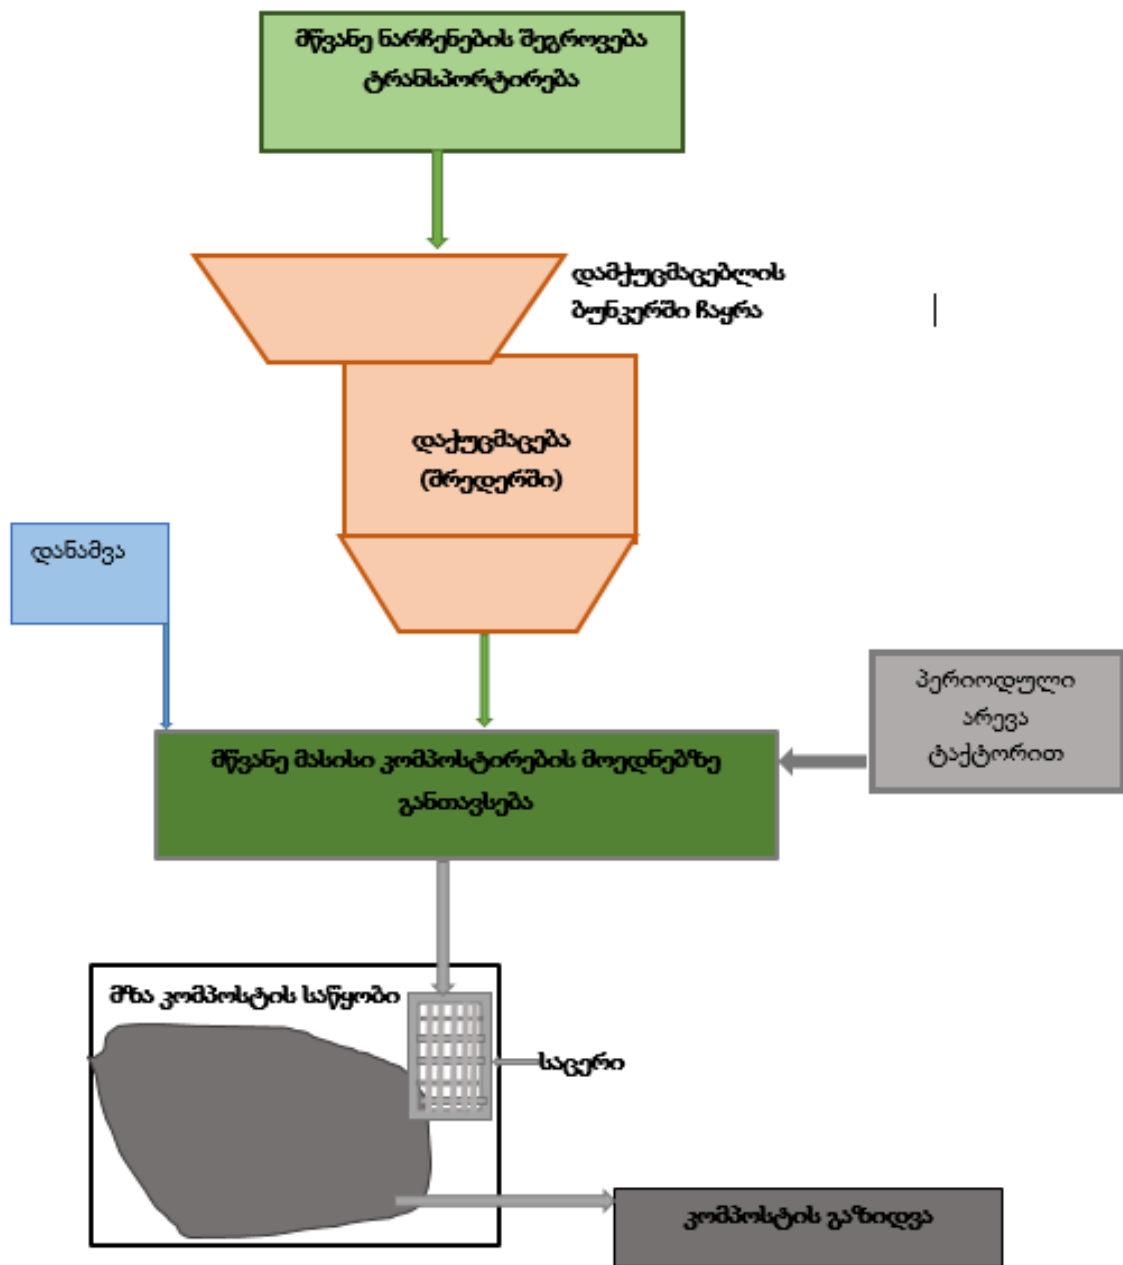 მწვანე ნარჩენების შეგროვება
ტრანსპორტირება
დამქუცმაცებლის
ბუნკერში ჩაყრა
დაქუცმაცება
(შრედერში)
დანამვა
პერიოდული
არევა
ტაქტორით
მწვანე მასისი კომპოსტირების მოედნებზე
განთავსება
მზა კომპოსტის საწყობი
საცერი
კომპოსტის გაზიდვა